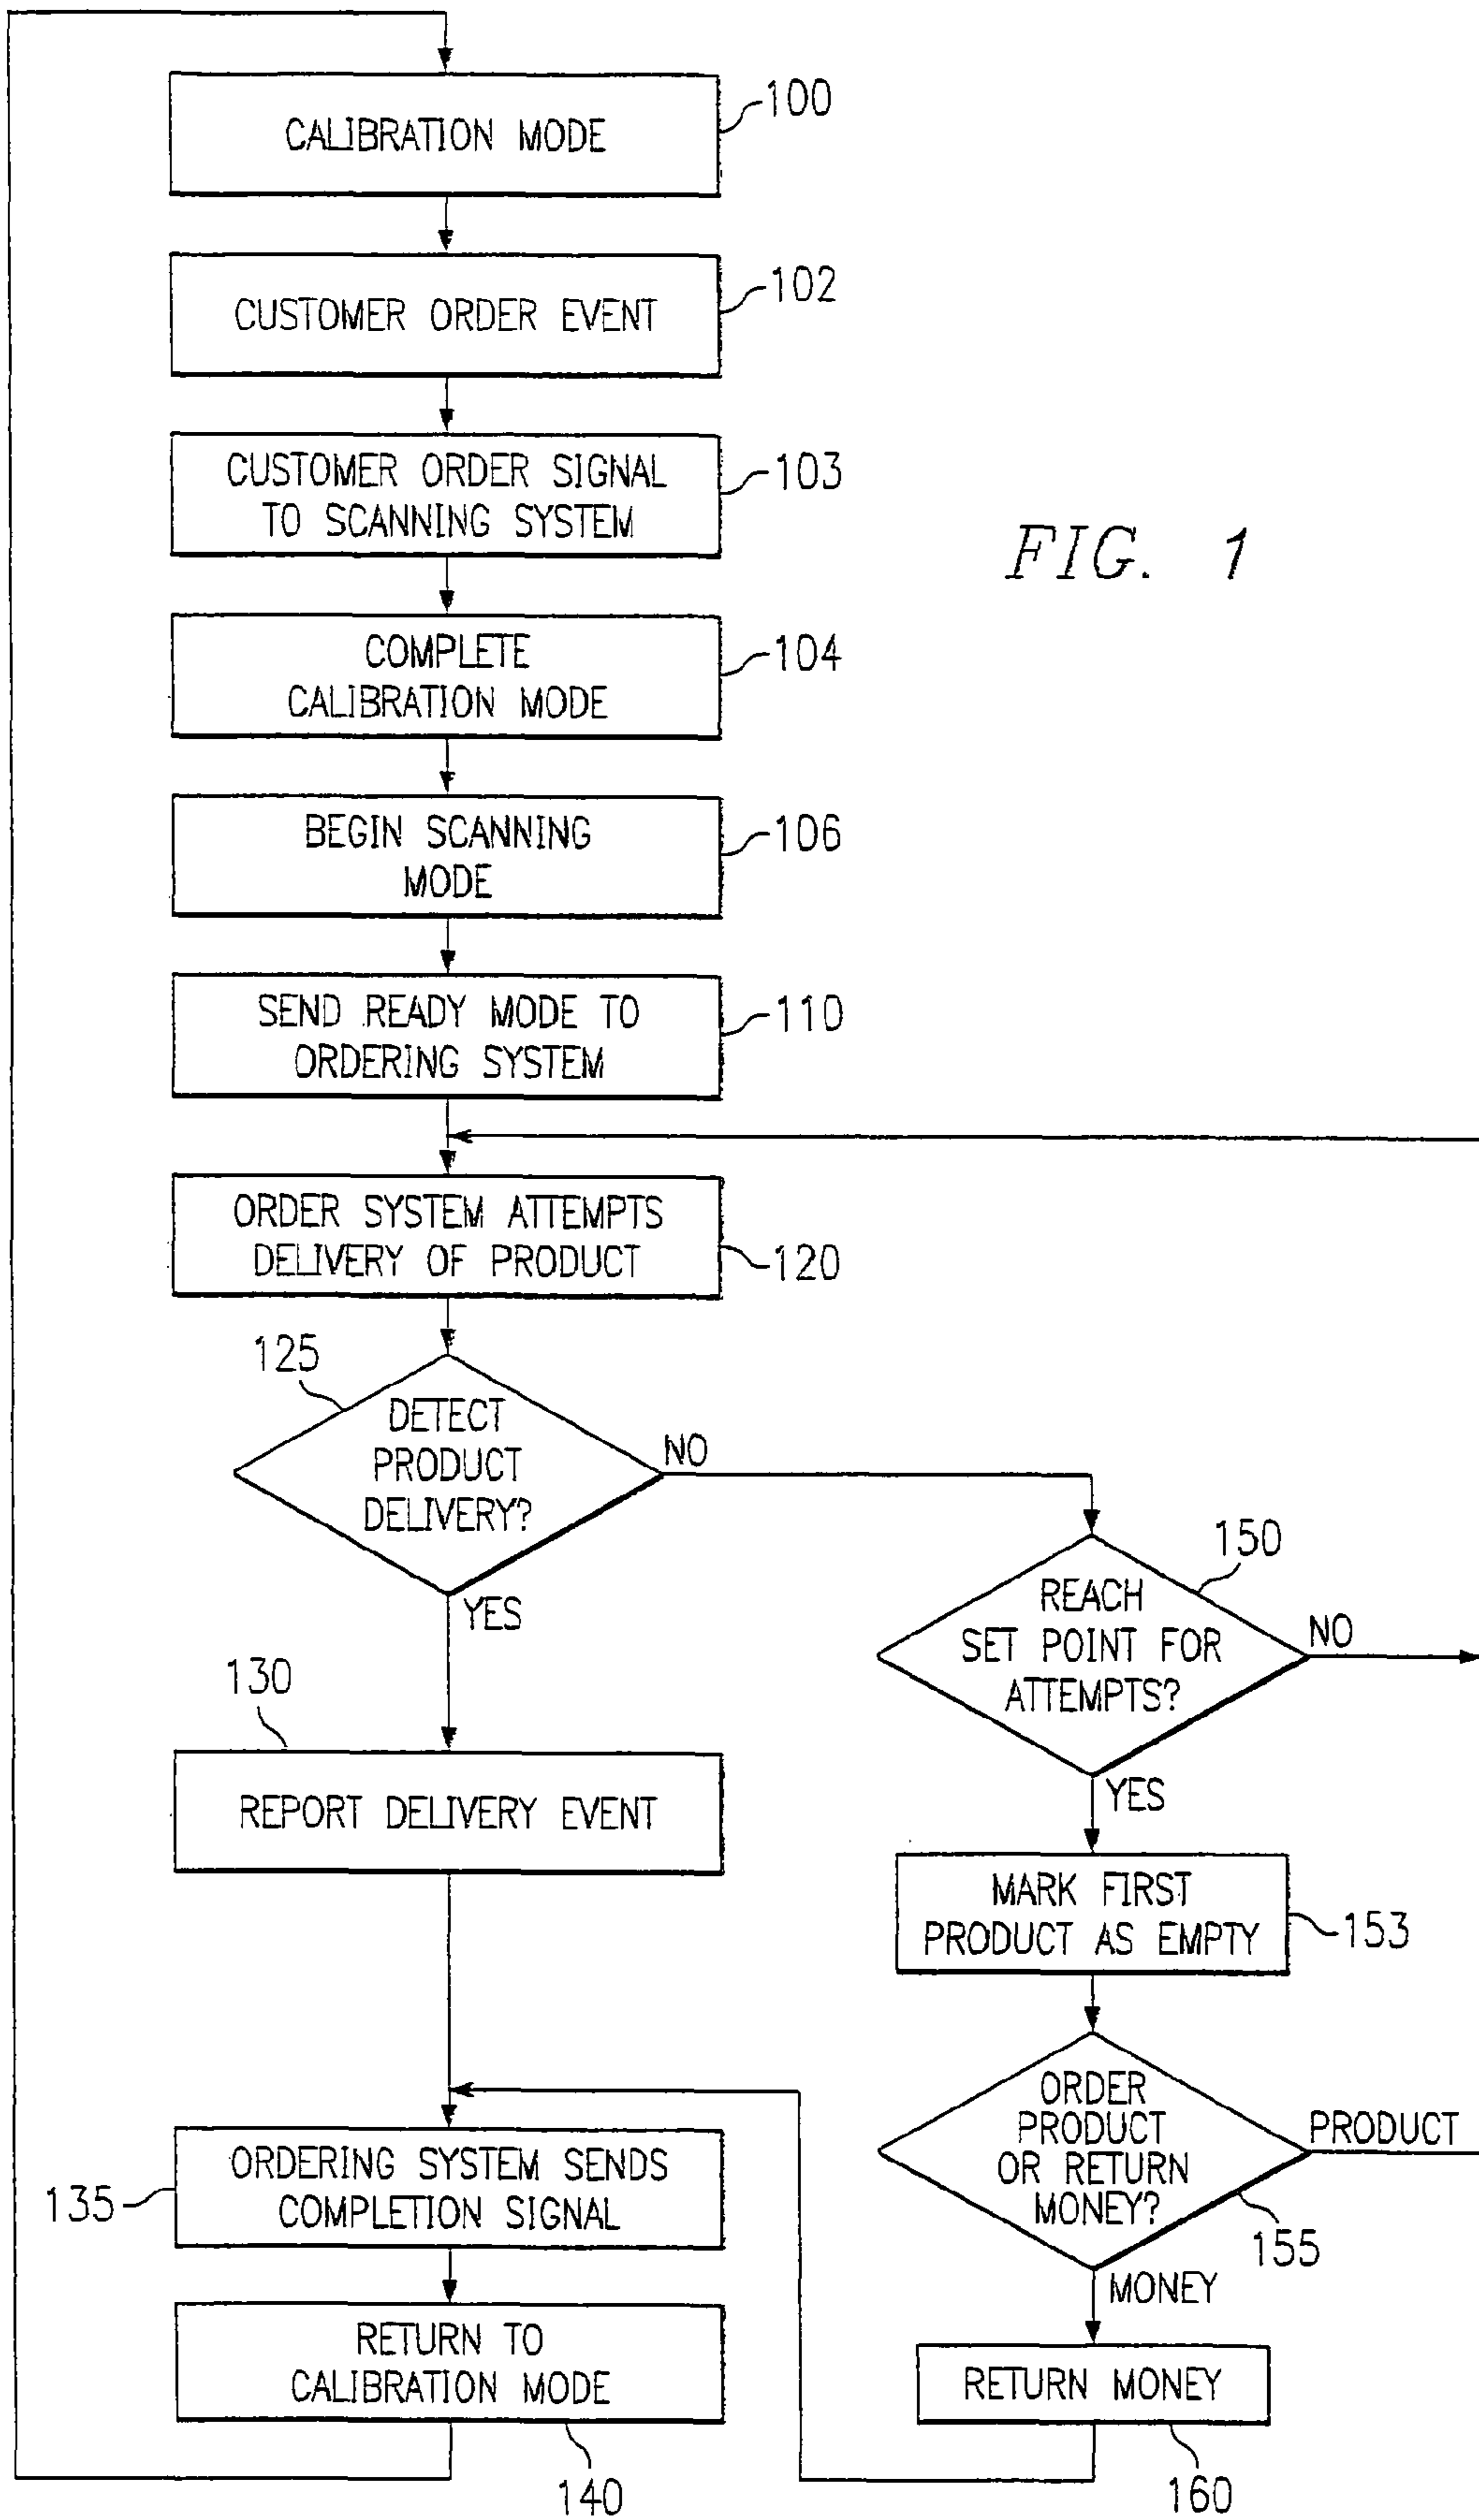 CALIBRATION MODE
100
CUSTOMER ORDER EVENT
102
CUSTOMER ORDER SIGNAL
TO SCANNING SYSTEM
103
FIG. 1
COMPLETE
CALIBRATION MODE
104
BEGIN SCANNING
MODE
106
SEND READY MODE TO
ORDERING SYSTEM
110
ORDER SYSTEM ATTEMPTS
DELIVERY OF PRODUCT
120
125
DETECT
PRODUCT
DELIVERY?
NO
YES
150
REACH
SET POINT FOR
ATTEMPTS?
NO
YES
130
REPORT DELIVERY EVENT
MARK FIRST
PRODUCT AS EMPTY
153
ORDER
PRODUCT
OR RETURN
MONEY?
PRODUCT
155
MONEY
ORDERING SYSTEM SENDS
COMPLETION SIGNAL
135
RETURN TO
CALIBRATION MODE
140
RETURN MONEY
160